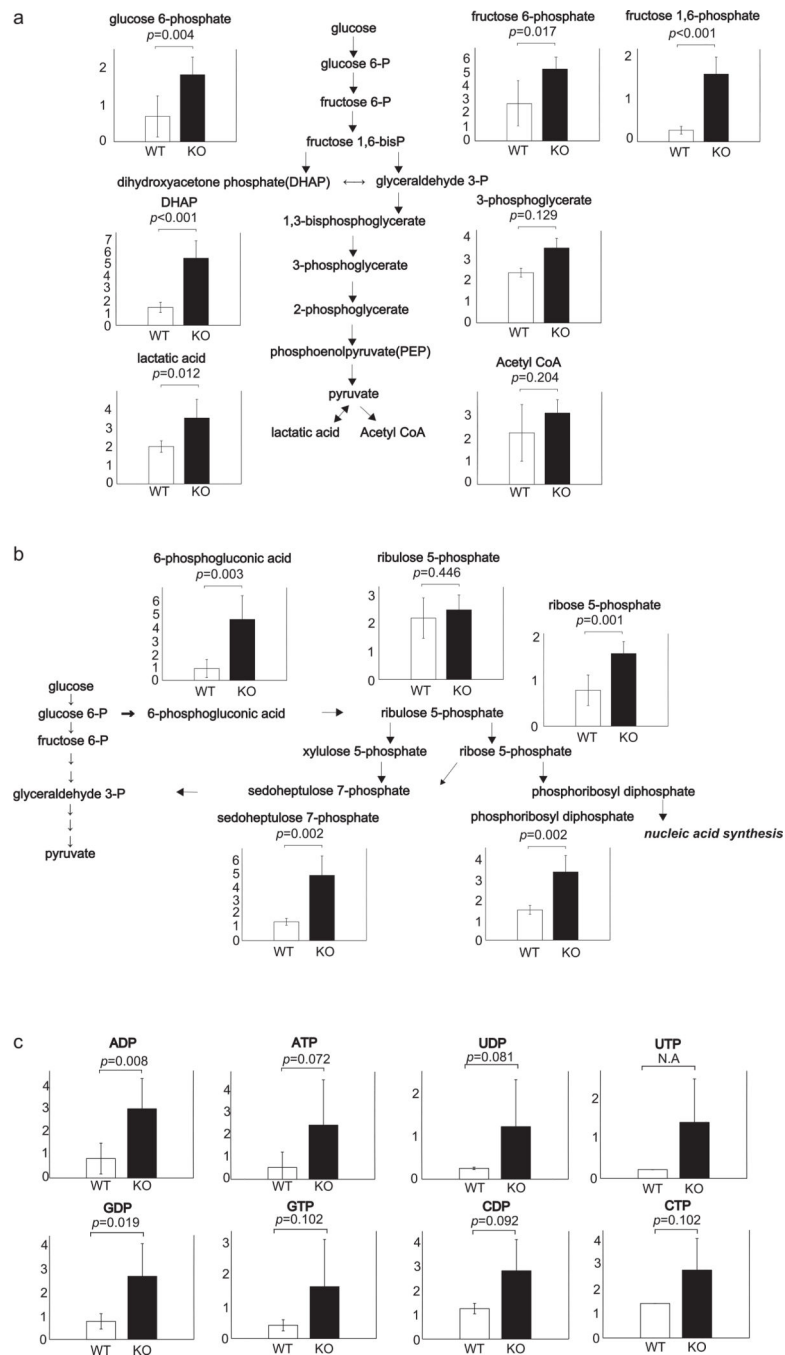 a
glucose 6-phosphate
p=0.004
2
1
0
WT KO
glucose
glucose 6-P
fructose 6-P
fructose 1,6-bisP
dihydroxyacetone phosphate(DHAP) ↔ glyceraldehyde 3-P
1,3-bisphosphoglycerate
3-phosphoglycerate
2-phosphoglycerate
phosphoenolpyruvate(PEP)
pyruvate
lactatic acid Acetyl CoA
fructose 6-phosphate
p=0.017
6
5
4
3
2
1
0
WT KO
fructose 1,6-phosphate
p<0.001
2
1
0
WT KO
DHAP
p<0.001
7
6
5
4
3
2
1
0
WT KO
3-phosphoglycerate
p=0.129
4
3
2
1
0
WT KO
lactatic acid
p=0.012
4
3
2
1
0
WT KO
Acetyl CoA
p=0.204
3
2
1
0
WT KO
b
6-phosphogluconic acid
p=0.003
6
5
4
3
2
1
0
WT KO
ribulose 5-phosphate
p=0.446
3
2
1
0
WT KO
ribose 5-phosphate
p=0.001
2
1
0
WT KO
glucose
glucose 6-P → 6-phosphogluconic acid → ribulose 5-phosphate
fructose 6-P
xylulose 5-phosphate ribose 5-phosphate
glyceraldehyde 3-P ← sedoheptulose 7-phosphate phosphoribosyl diphosphate
pyruvate
nucleic acid synthesis
sedoheptulose 7-phosphate
p=0.002
6
5
4
3
2
1
0
WT KO
phosphoribosyl diphosphate
p=0.002
4
3
2
1
0
WT KO
c
ADP
p=0.008
4
3
2
1
0
WT KO
ATP
p=0.072
4
3
2
1
0
WT KO
UDP
p=0.081
2
1
0
WT KO
UTP
N.A
2
1
0
WT KO
GDP
p=0.019
4
3
2
1
0
WT KO
GTP
p=0.102
3
2
1
0
WT KO
CDP
p=0.092
4
3
2
1
0
WT KO
CTP
p=0.102
4
3
2
1
0
WT KO